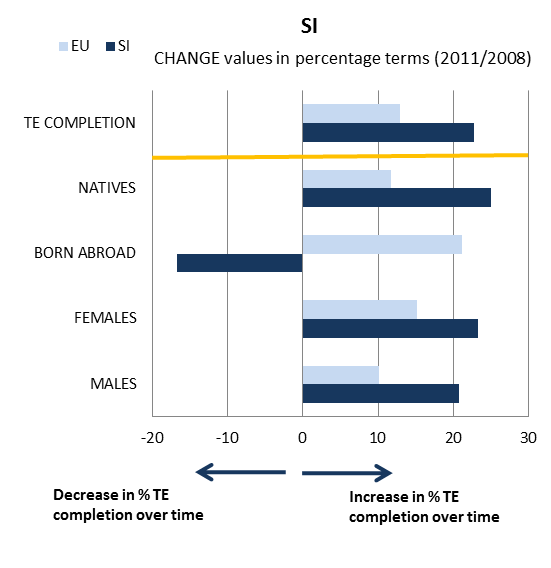 SI
EU SI
CHANGE values in percentage terms (2011/2008)
TE COMPLETION
NATIVES
BORN ABROAD
FEMALES
MALES
-20 -10 0 10 20 30
Decrease in % TE
completion over time
Increase in % TE
completion over time